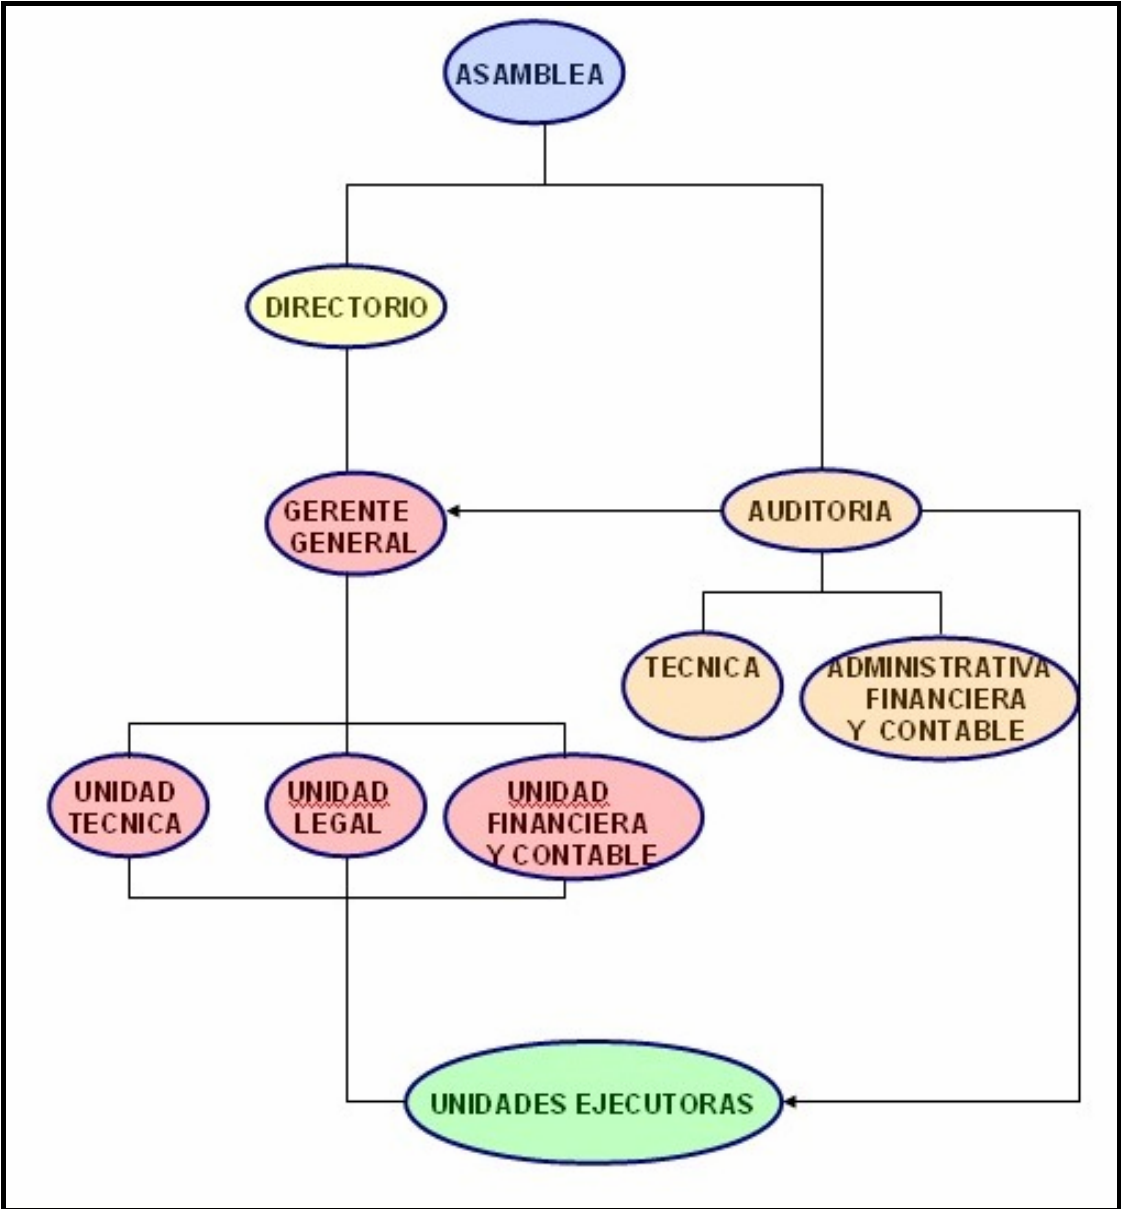 ASAMBLEA
DIRECTORIO
GERENTE
GENERAL
AUDITORIA
TECNICA
ADMINISTRATIVA
FINANCIERA
Y CONTABLE
UNIDAD
TECNICA
UNIDAD
LEGAL
UNIDAD
FINANCIERA
Y CONTABLE
UNIDADES EJECUTORAS